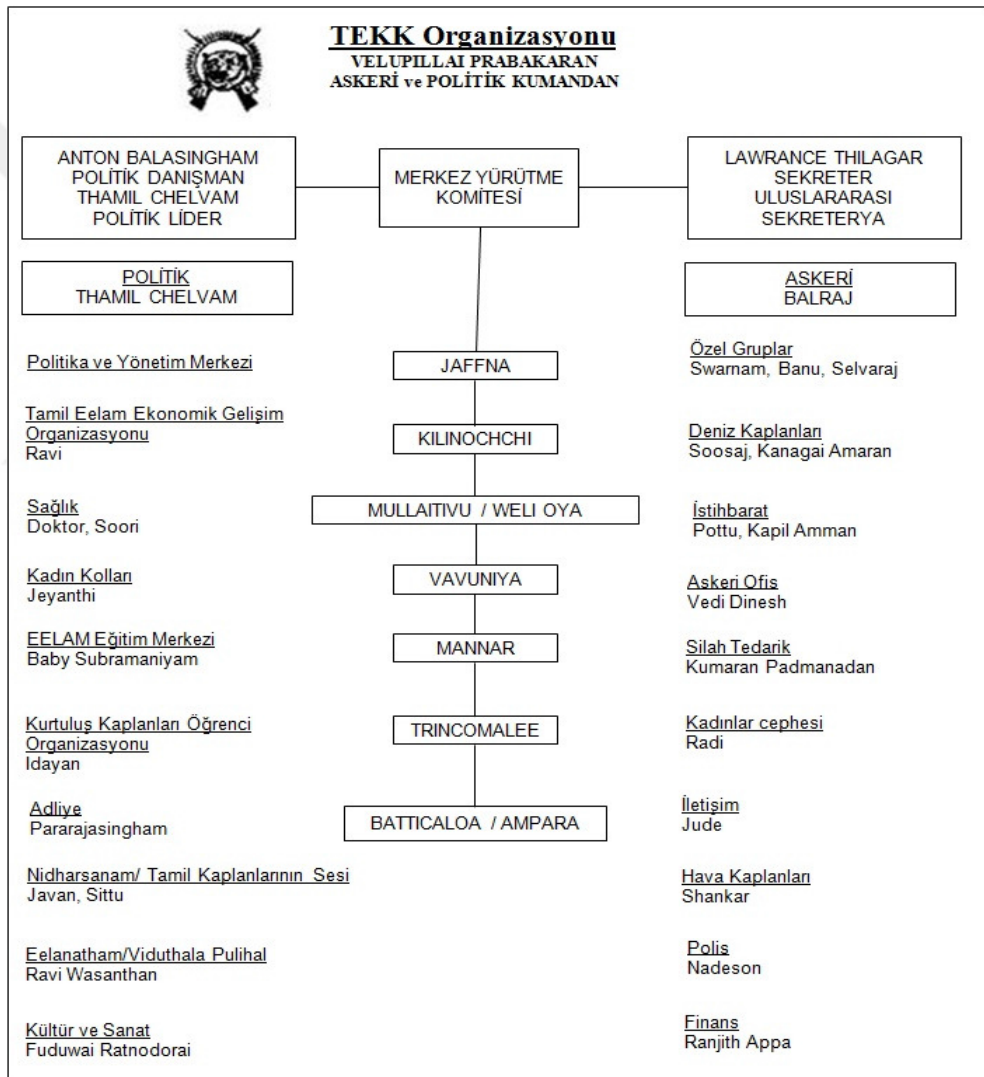 TEKK Organizasyonu
VELUPILLAI PRABAKARAN
ASKERİ ve POLİTİK KUMANDAN
ANTON BALASINGHAM
POLİTİK DANIŞMAN
THAMIL CHELVAM
POLİTİK LİDER
MERKEZ YÜRÜTME
KOMİTESİ
LAWRANCE THILAGAR
SEKRETER
ULUSLARARASI
SEKRETERYA
POLİTİK
THAMIL CHELVAM
ASKERİ
BALRAJ
Politika ve Yönetim Merkezi
Tamil Eelam Ekonomik Gelişim
Organizasyonu
Ravi
Sağlık
Doktor, Soori
Kadın Kolları
Jeyanthi
EELAM Eğitim Merkezi
Baby Subramaniyam
Kurtuluş Kaplanları Öğrenci
Organizasyonu
Idayan
Adliye
Pararajasingham
Nidharsanam/ Tamil Kaplanlarının Sesi
Javan, Sittu
Eelanatham/Viduthala Pulihal
Ravi Wasanthan
Kültür ve Sanat
Fuduwai Ratnodorai
JAFFNA
KILINOCHCHI
MULLAITIVU / WELI OYA
VAVUNIYA
MANNAR
TRINCOMALEE
BATTICALOA / AMPARA
Özel Gruplar
Swarnam, Banu, Selvaraj
Deniz Kaplanları
Soosaj, Kanagai Amaran
İstihbarat
Pottu, Kapil Amman
Askeri Ofis
Vedi Dinesh
Silah Tedarik
Kumaran Padmanadan
Kadınlar cephesi
Radi
İletişim
Jude
Hava Kaplanları
Shankar
Polis
Nadeson
Finans
Ranjith Appa